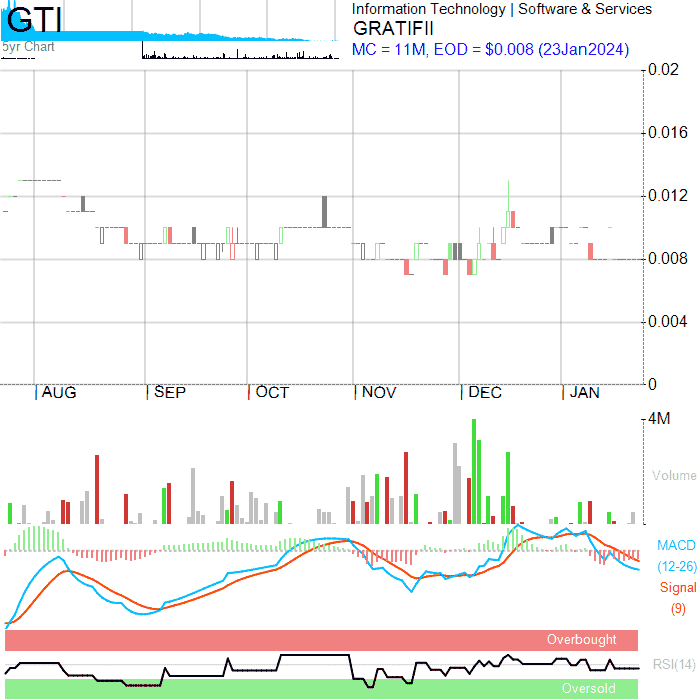 GTI
5yr Chart
Information Technology | Software & Services
GRATIFII
MC = 11M, EOD = $0.008 (23Jan2024)
0.02
0.016
0.012
0.008
0.004
0
AUG SEP OCT NOV DEC JAN
4M
Volume
MACD
(12-26)
Signal
(9)
Overbought
RSI(14)
Oversold